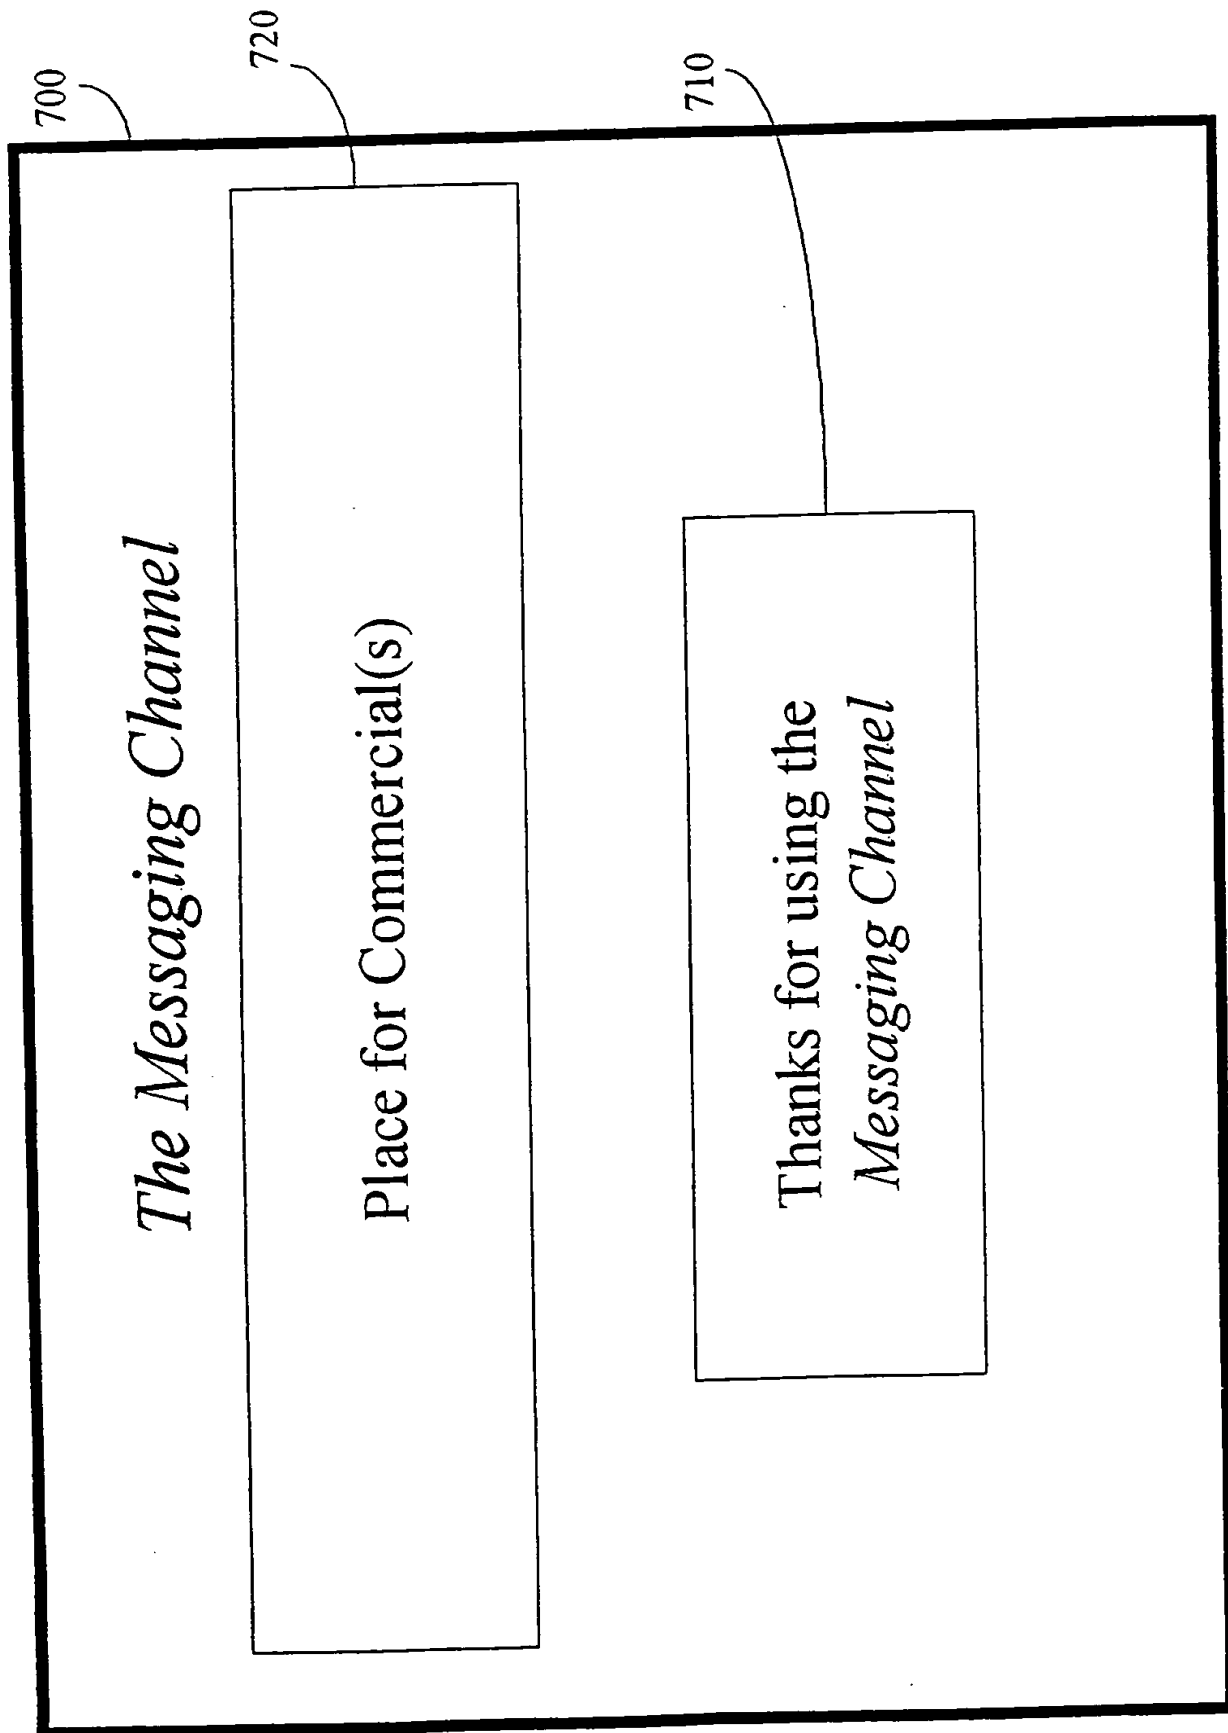 700
720
The Messaging Channel
Place for Commercial(s)
710
Thanks for using the
Messaging Channel